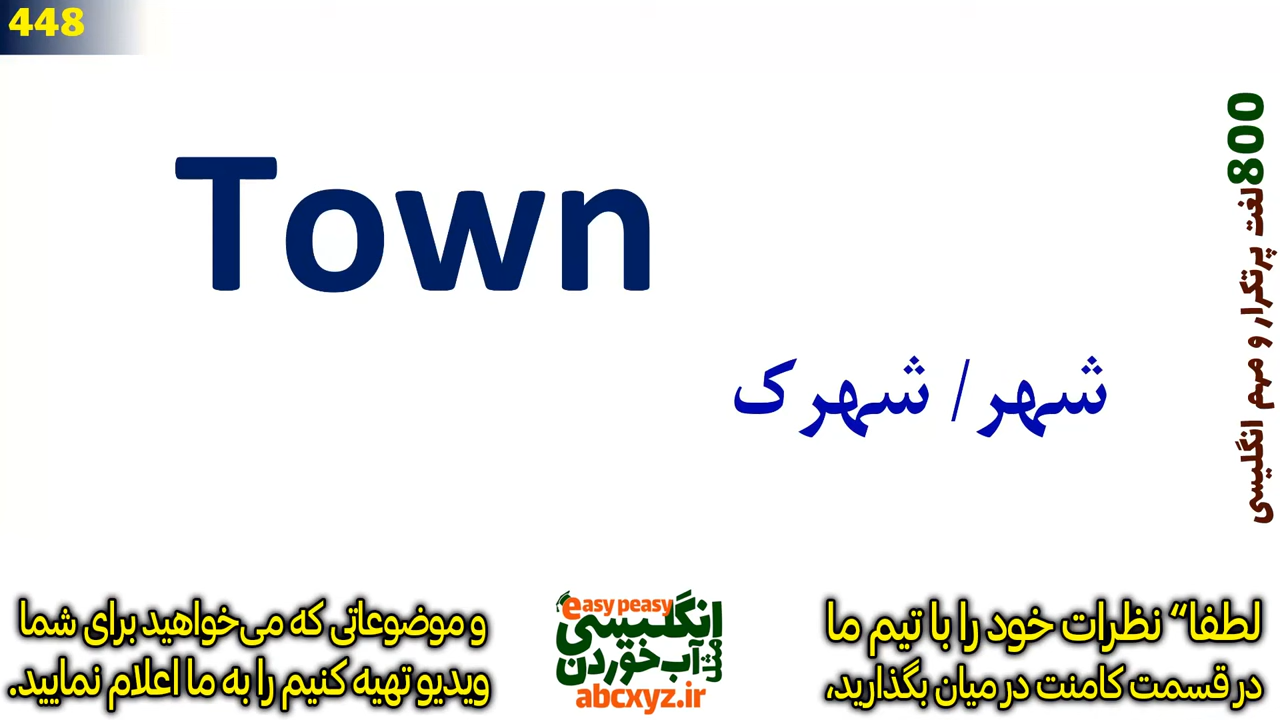 448
Town
شهر/ شهرک
800 لغت پرتکرار و مهم انگلیسی
لطفا“ نظرات خود را با تیم ما
در قسمت کامنت در میان بگذارید،
easy peasy
انگلیسی
مثل آب خوردن
abcxyz.ir
و موضوعاتی که می‌خواهید برای شما
ویدیو تهیه کنیم را به ما اعلام نمایید.